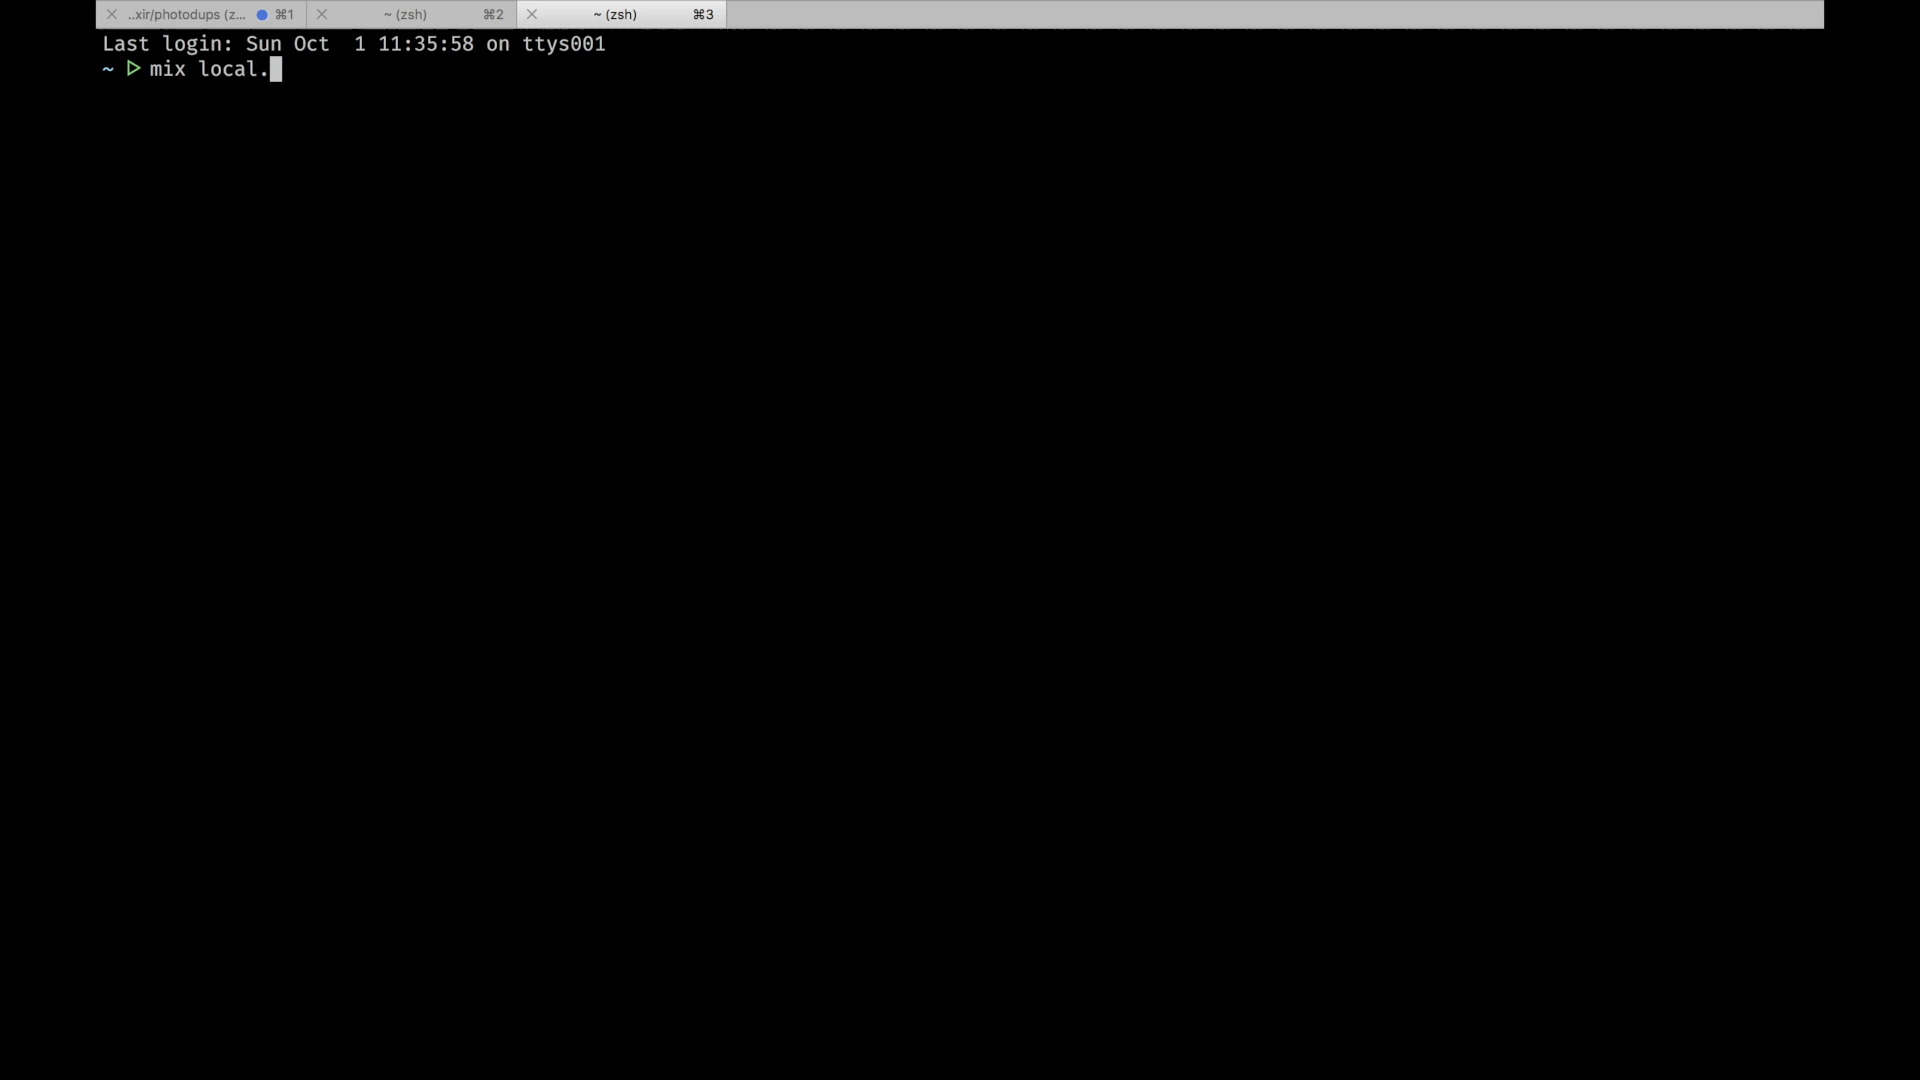 ..xir/photodups (z... ⌘1 ~ (zsh) ⌘2 ~ (zsh) ⌘3
Last login: Sun Oct  1 11:35:58 on ttys001
~ ▷ mix local.